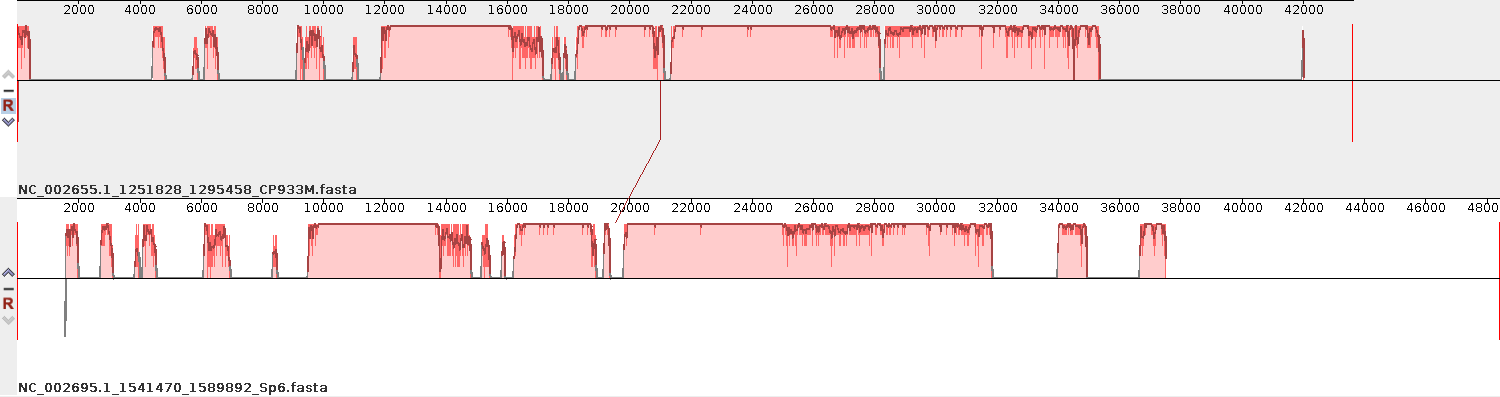 2000 4000 6000 8000 10000 12000 14000 16000 18000 20000 22000 24000 26000 28000 30000 32000 34000 36000 38000 40000 42000
R
NC_002655.1_1251828_1295458_CP933M.fasta
2000 4000 6000 8000 10000 12000 14000 16000 18000 20000 22000 24000 26000 28000 30000 32000 34000 36000 38000 40000 42000 44000 46000 48000
R
NC_002695.1_1541470_1589892_Sp6.fasta